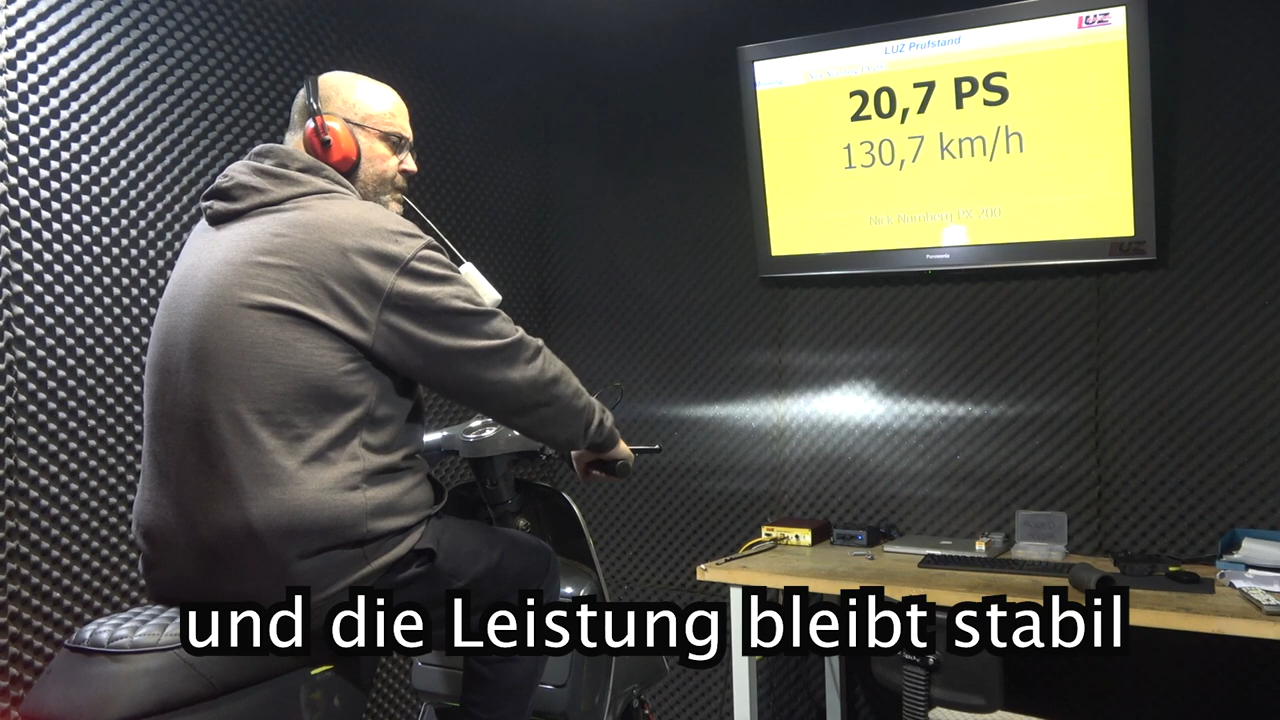 LUZ
LUZ Prüfstand
20,7 PS
130,7 km/h
Nick Nürnberg PX 200
LUZ
Panasonic
und die Leistung bleibt stabil